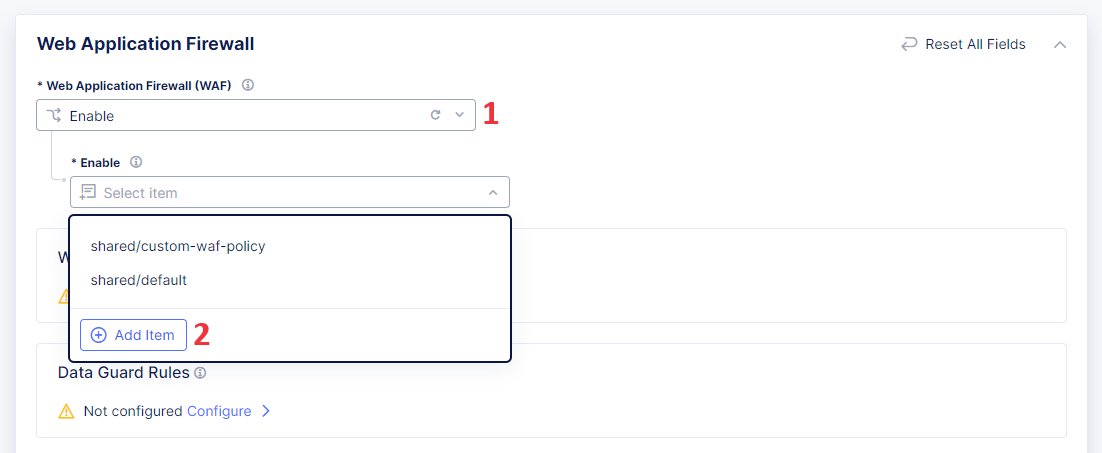 Web Application Firewall
Reset All Fields
* Web Application Firewall (WAF)
Enable
1
* Enable
Select item
shared/custom-waf-policy
shared/default
W
Add Item
2
Data Guard Rules
Not configured Configure